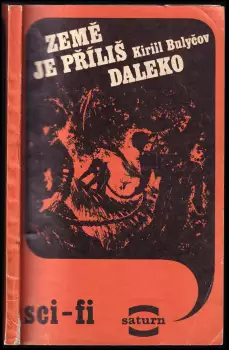 ZEMĚ
JE PŘÍLIŠ Kirill Bulyčov
DALEKO
sci-fi
saturn